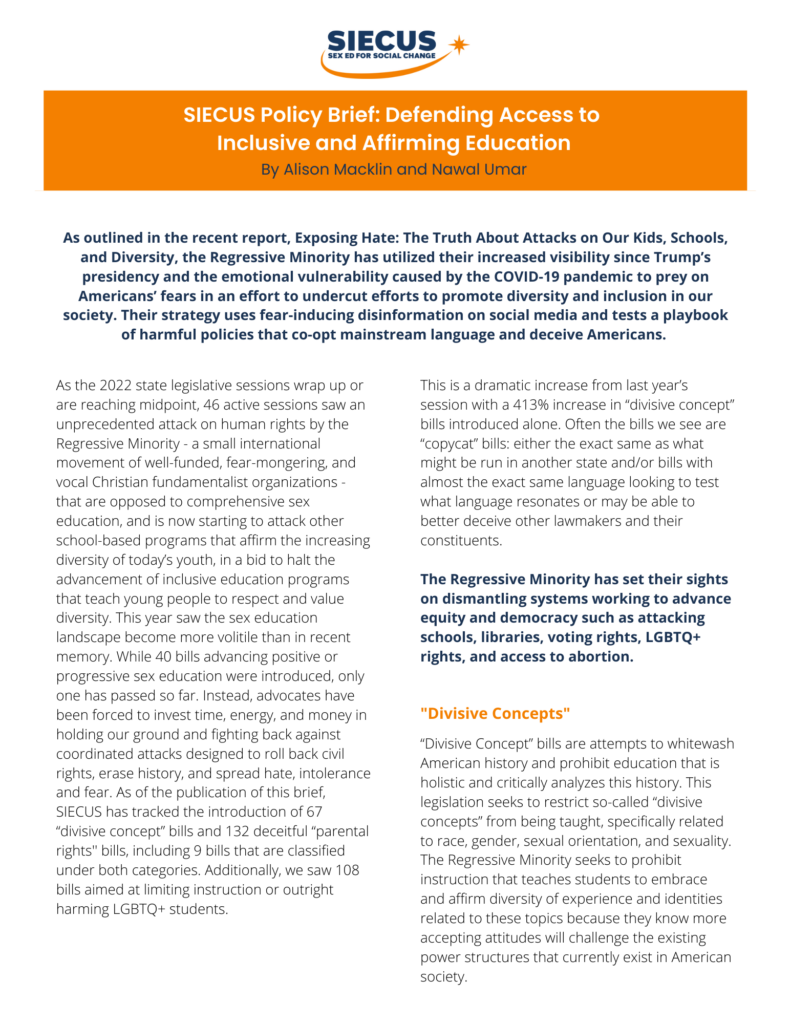 SIECUS
SEX ED FOR SOCIAL CHANGE
SIECUS Policy Brief: Defending Access to
Inclusive and Affirming Education
By Alison Macklin and Nawal Umar
As outlined in the recent report, Exposing Hate: The Truth About Attacks on Our Kids, Schools,
and Diversity, the Regressive Minority has utilized their increased visibility since Trump’s
presidency and the emotional vulnerability caused by the COVID-19 pandemic to prey on
Americans’ fears in an effort to undercut efforts to promote diversity and inclusion in our
society. Their strategy uses fear-inducing disinformation on social media and tests a playbook
of harmful policies that co-opt mainstream language and deceive Americans.
As the 2022 state legislative sessions wrap up or
are reaching midpoint, 46 active sessions saw an
unprecedented attack on human rights by the
Regressive Minority - a small international
movement of well-funded, fear-mongering, and
vocal Christian fundamentalist organizations -
that are opposed to comprehensive sex
education, and is now starting to attack other
school-based programs that affirm the increasing
diversity of today’s youth, in a bid to halt the
advancement of inclusive education programs
that teach young people to respect and value
diversity. This year saw the sex education
landscape become more volitile than in recent
memory. While 40 bills advancing positive or
progressive sex education were introduced, only
one has passed so far. Instead, advocates have
been forced to invest time, energy, and money in
holding our ground and fighting back against
coordinated attacks designed to roll back civil
rights, erase history, and spread hate, intolerance
and fear. As of the publication of this brief,
SIECUS has tracked the introduction of 67
“divisive concept” bills and 132 deceitful “parental
rights" bills, including 9 bills that are classified
under both categories. Additionally, we saw 108
bills aimed at limiting instruction or outright
harming LGBTQ+ students.
This is a dramatic increase from last year’s
session with a 413% increase in “divisive concept”
bills introduced alone. Often the bills we see are
“copycat” bills: either the exact same as what
might be run in another state and/or bills with
almost the exact same language looking to test
what language resonates or may be able to
better deceive other lawmakers and their
constituents.
The Regressive Minority has set their sights
on dismantling systems working to advance
equity and democracy such as attacking
schools, libraries, voting rights, LGBTQ+
rights, and access to abortion.
"Divisive Concepts"
“Divisive Concept” bills are attempts to whitewash
American history and prohibit education that is
holistic and critically analyzes this history. This
legislation seeks to restrict so-called “divisive
concepts” from being taught, specifically related
to race, gender, sexual orientation, and sexuality.
The Regressive Minority seeks to prohibit
instruction that teaches students to embrace
and affirm diversity of experience and identities
related to these topics because they know more
accepting attitudes will challenge the existing
power structures that currently exist in American
society.